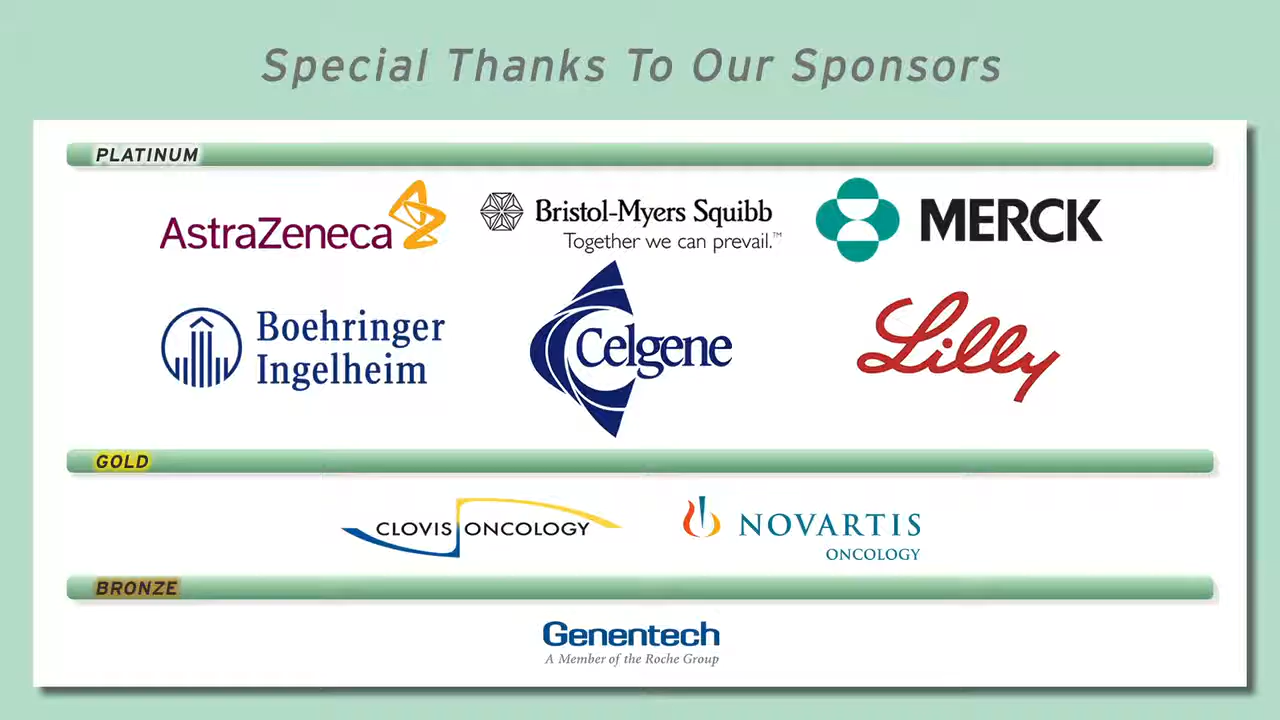 Special Thanks To Our Sponsors
PLATINUM
AstraZeneca
Bristol-Myers Squibb
Together we can prevail.™
MERCK
Boehringer
Ingelheim
Celgene
Lilly
GOLD
CLOVIS ONCOLOGY
NOVARTIS
ONCOLOGY
BRONZE
Genentech
A Member of the Roche Group